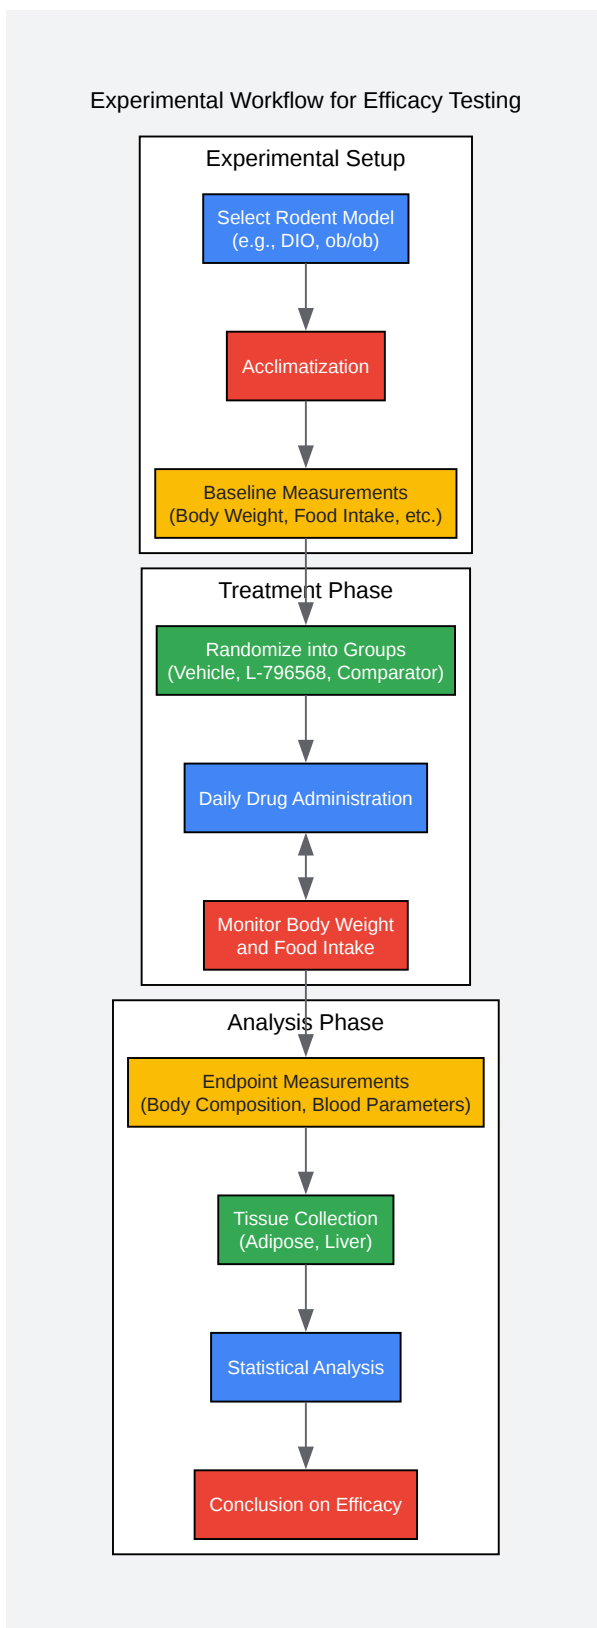 Experimental Workflow for Efficacy Testing
Experimental Setup
Select Rodent Model
(e.g., DIO, ob/ob)
Acclimatization
Baseline Measurements
(Body Weight, Food Intake, etc.)
Treatment Phase
Randomize into Groups
(Vehicle, L-796568, Comparator)
Daily Drug Administration
Monitor Body Weight
and Food Intake
Analysis Phase
Endpoint Measurements
(Body Composition, Blood Parameters)
Tissue Collection
(Adipose, Liver)
Statistical Analysis
Conclusion on Efficacy